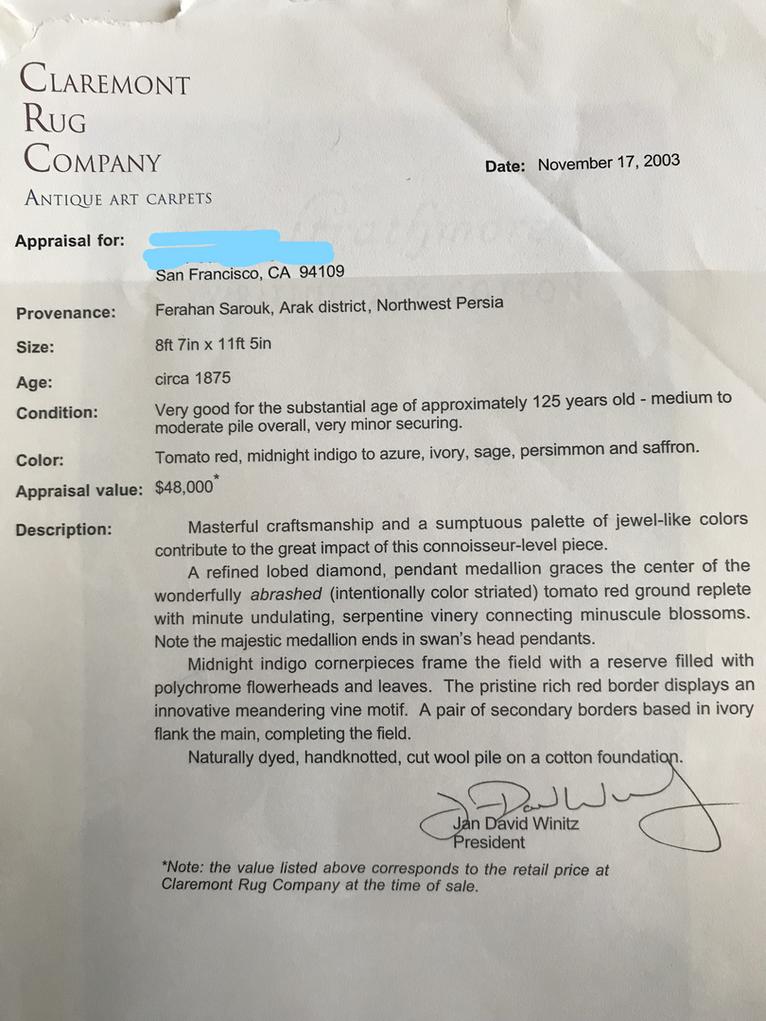 CLAREMONT
RUG
COMPANY
ANTIQUE ART CARPETS
Date: November 17, 2003
Appraisal for:
San Francisco, CA 94109
Provenance: Ferahan Sarouk, Arak district, Northwest Persia
Size: 8ft 7in x 11ft 5in
Age: circa 1875
Condition: Very good for the substantial age of approximately 125 years old - medium to
moderate pile overall, very minor securing.
Color: Tomato red, midnight indigo to azure, ivory, sage, persimmon and saffron.
Appraisal value: $48,000*
Description: Masterful craftsmanship and a sumptuous palette of jewel-like colors
contribute to the great impact of this connoisseur-level piece.
A refined lobed diamond, pendant medallion graces the center of the
wonderfully abrashed (intentionally color striated) tomato red ground replete
with minute undulating, serpentine vinery connecting minuscule blossoms.
Note the majestic medallion ends in swan's head pendants.
Midnight indigo cornerpieces frame the field with a reserve filled with
polychrome flowerheads and leaves. The pristine rich red border displays an
innovative meandering vine motif. A pair of secondary borders based in ivory
flank the main, completing the field.
Naturally dyed, handknotted, cut wool pile on a cotton foundation.
Jan David Winitz
President
*Note: the value listed above corresponds to the retail price at
Claremont Rug Company at the time of sale.